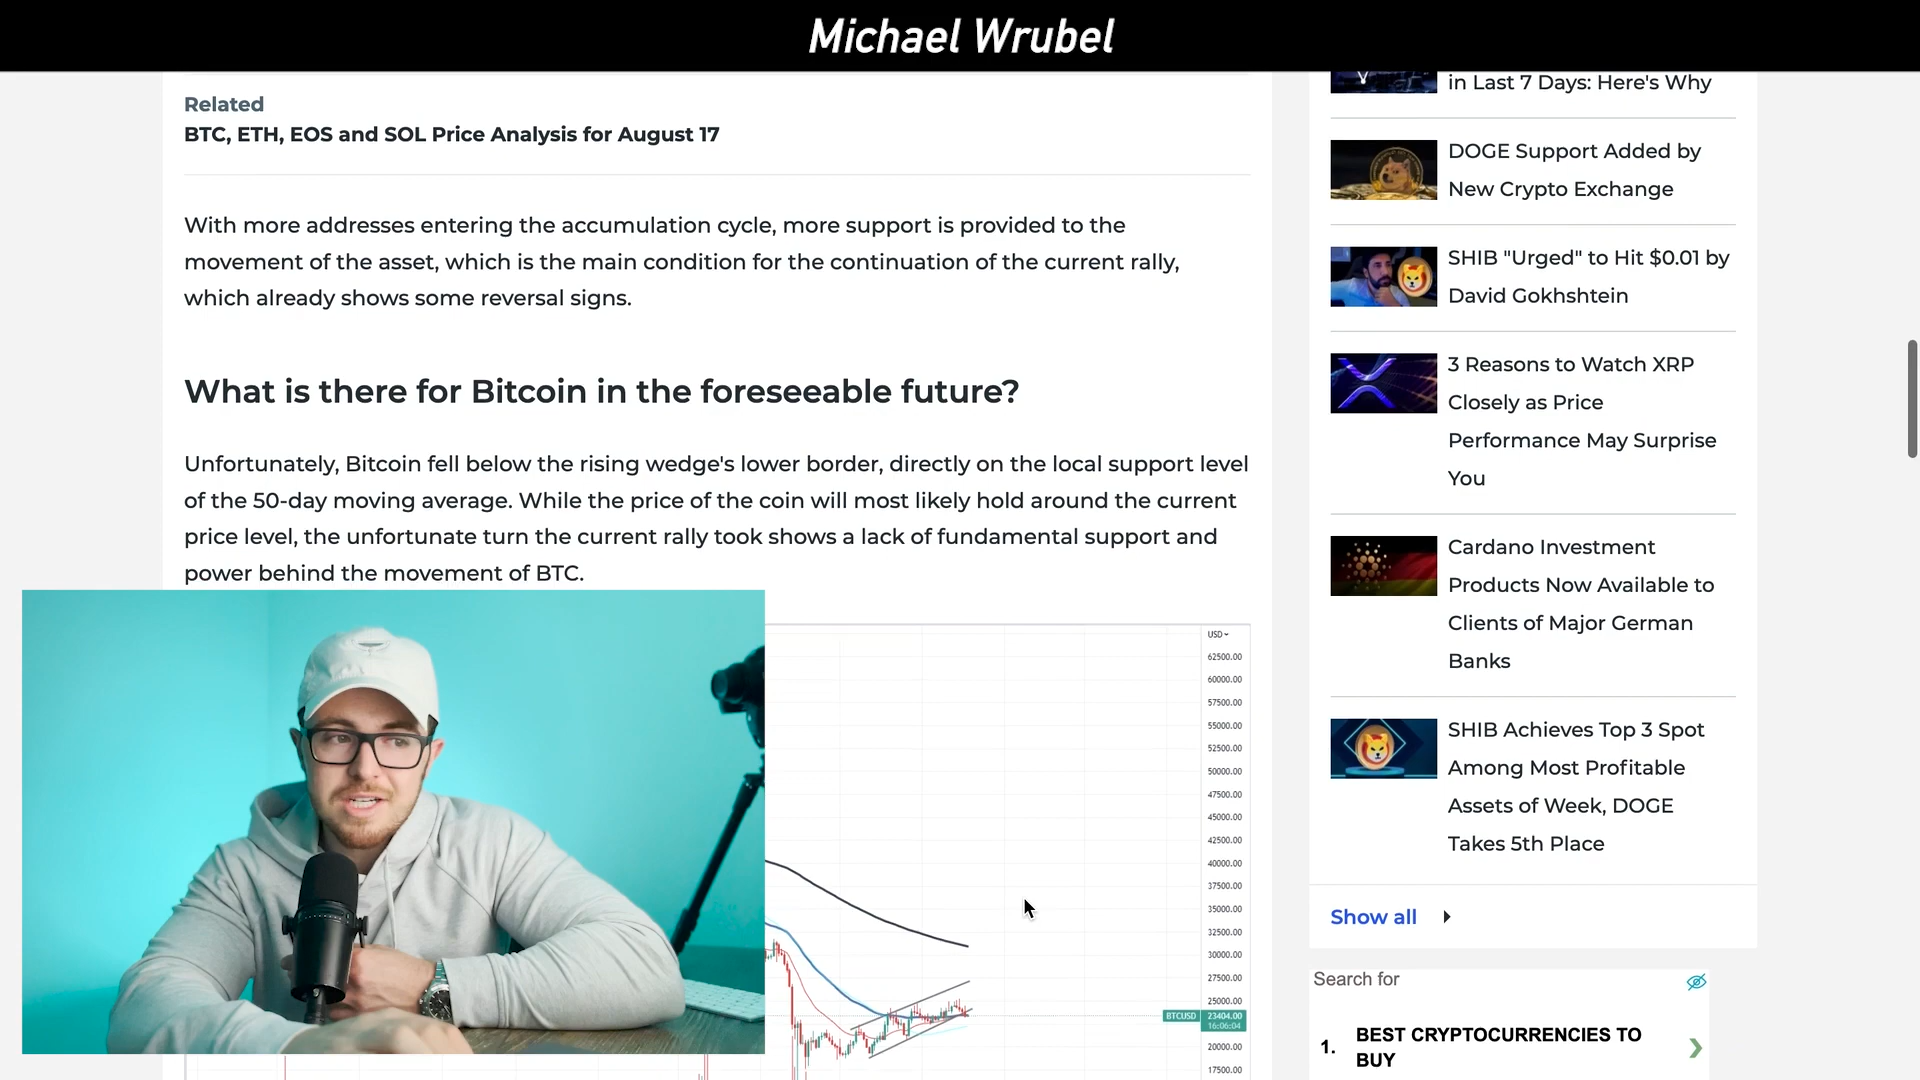 Michael Wrubel
Related
BTC, ETH, EOS and SOL Price Analysis for August 17
With more addresses entering the accumulation cycle, more support is provided to the
movement of the asset, which is the main condition for the continuation of the current rally,
which already shows some reversal signs.
What is there for Bitcoin in the foreseeable future?
Unfortunately, Bitcoin fell below the rising wedge's lower border, directly on the local support level
of the 50-day moving average. While the price of the coin will most likely hold around the current
price level, the unfortunate turn the current rally took shows a lack of fundamental support and
power behind the movement of BTC.
USD
62500.00
60000.00
57500.00
55000.00
52500.00
50000.00
47500.00
45000.00
42500.00
40000.00
37500.00
35000.00
32500.00
30000.00
27500.00
25000.00
BTCUSD 23404.00
16:06:04
20000.00
17500.00
in Last 7 Days: Here's Why
DOGE Support Added by
New Crypto Exchange
SHIB "Urged" to Hit $0.01 by
David Gokhshtein
3 Reasons to Watch XRP
Closely as Price
Performance May Surprise
You
Cardano Investment
Products Now Available to
Clients of Major German
Banks
SHIB Achieves Top 3 Spot
Among Most Profitable
Assets of Week, DOGE
Takes 5th Place
Show all
Search for
1. BEST CRYPTOCURRENCIES TO
BUY